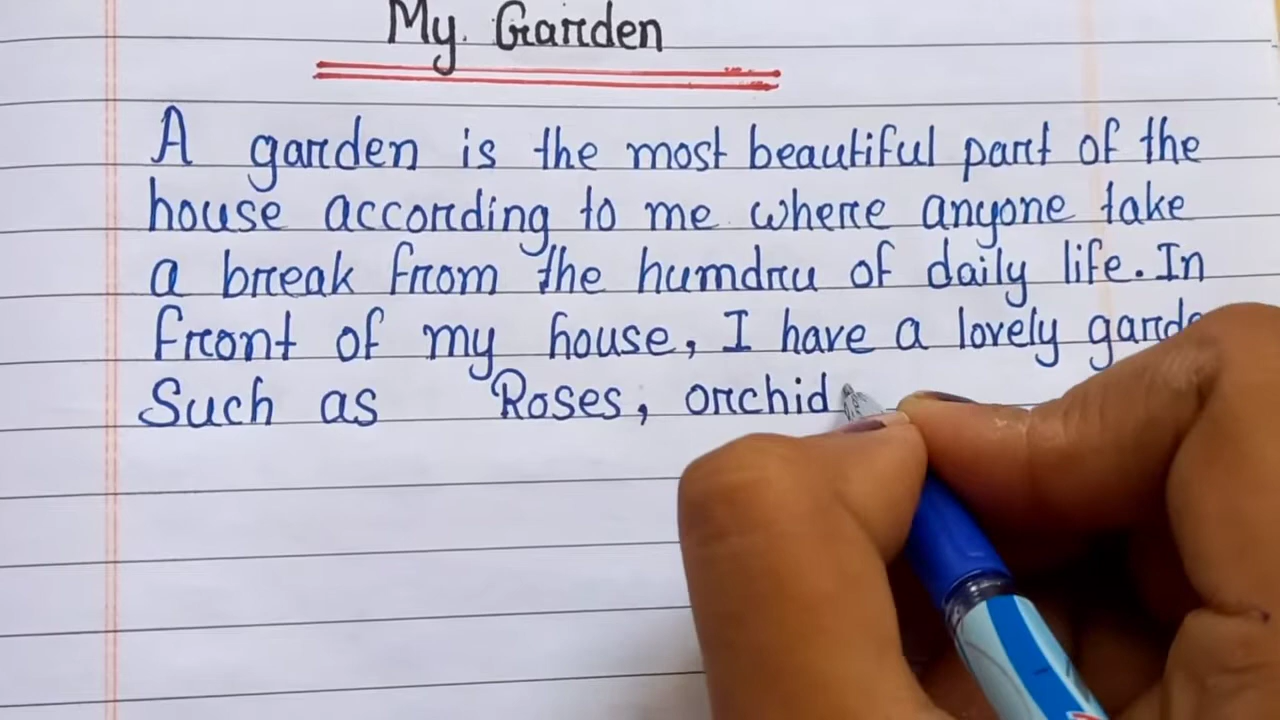 My. Garden
A garden is the most beautiful part of the
house according to me where anyone take
a break from the humdru of daily life. In
front of my house, I have a lovely garde
Such as Roses, orchid